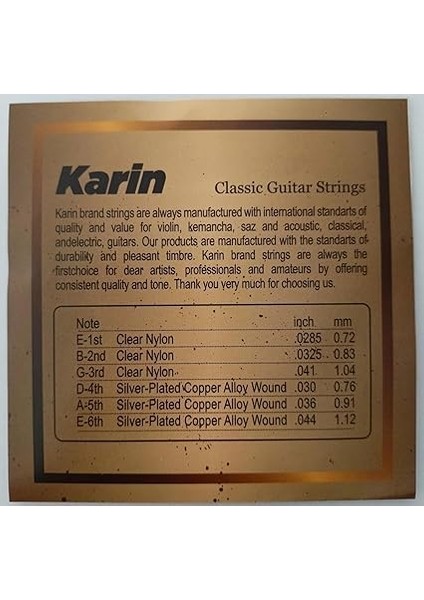 Karin
Classic Guitar Strings
Karin brand strings are always manufactured with international standarts of
quality and value for violin, kemancha, saz and acoustic, classical,
andelectric, guitars. Our products are manufactured with the standarts of
durability and pleasant timbre. Karin brand strings are always the
firstchoice for dear artists, proféssionals and amateurs by offering
consistent quality and tone. Thank you very much for choosing us.
Note inch mm
E-1st Clear Nylon .0285 0.72
B-2nd Clear Nylon .0325 0.83
G-3rd Clear Nylon .041 1.04
D-4th Silver-Plated Copper Alloy Wound .030 0.76
A-5th Silver-Plated Copper Alloy Wound .036 0.91
E-6th Silver-Plated Copper Alloy Wound .044 1.12